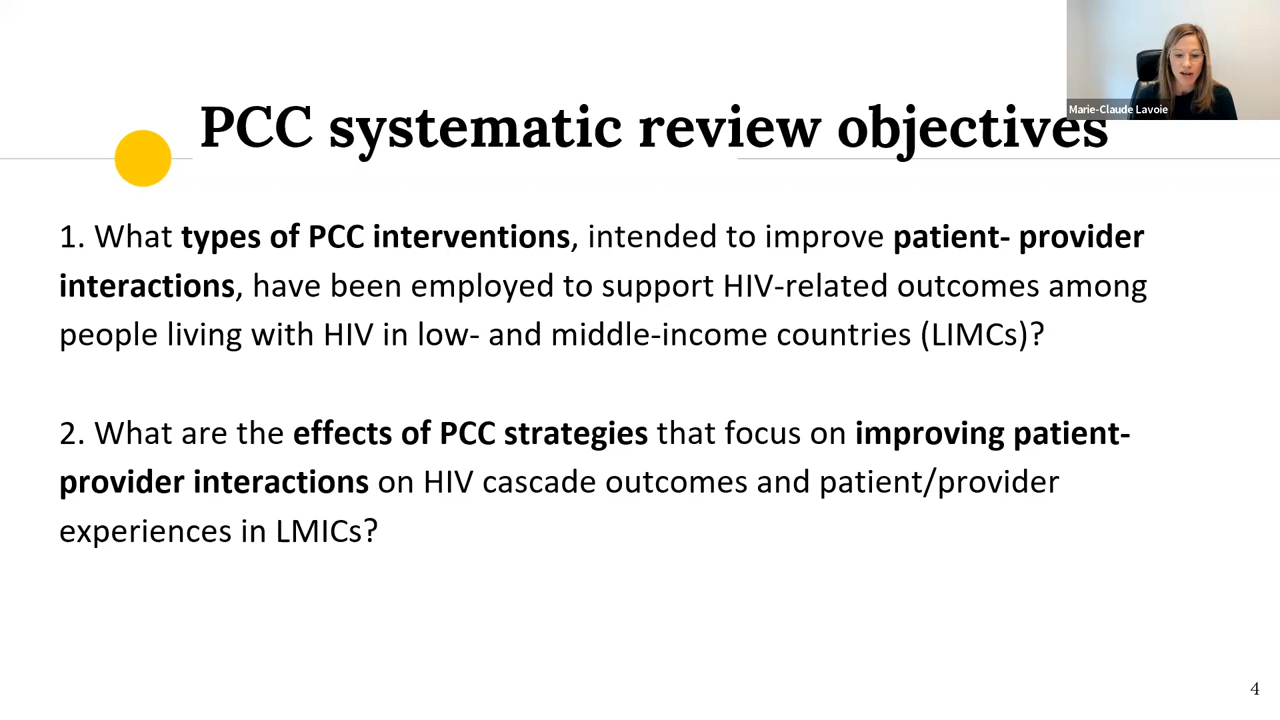 Marie-Claude Lavoie
PCC systematic review objectives
1. What types of PCC interventions, intended to improve patient- provider
interactions, have been employed to support HIV-related outcomes among
people living with HIV in low- and middle-income countries (LIMCs)?
2. What are the effects of PCC strategies that focus on improving patient-
provider interactions on HIV cascade outcomes and patient/provider
experiences in LMICs?
4